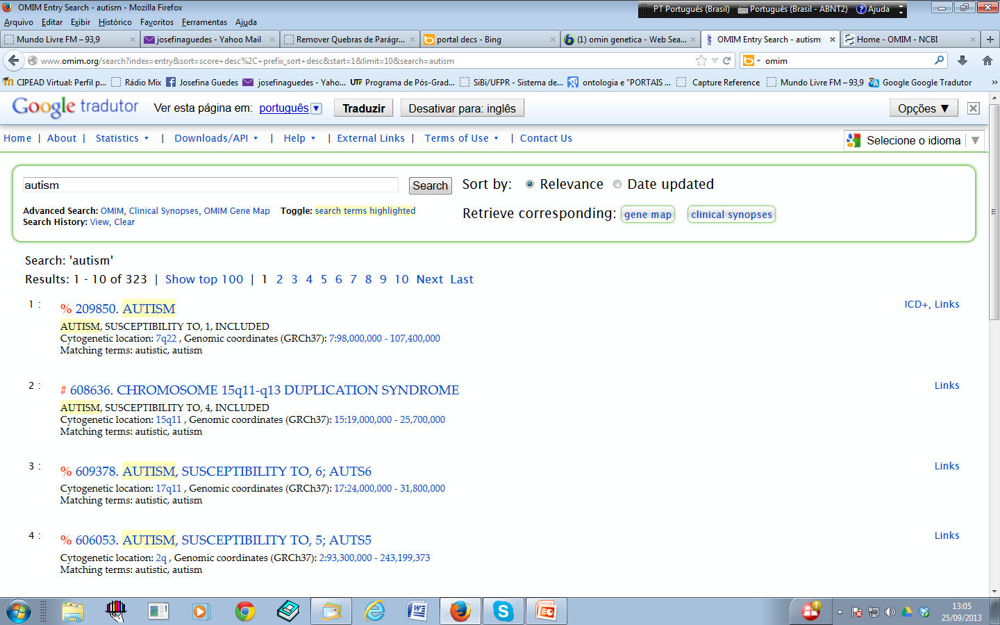 OMIM Entry Search - autism - Mozilla Firefox
PT Português (Brasil) Português (Brasil - ABNT2) Ajuda
Arquivo Editar Exibir Histórico Favoritos Ferramentas Ajuda
Mundo Livre FM – 93,9
josefinaguedes - Yahoo Mail
Remover Quebras de Parágr...
portal decs - Bing
(1) omin genetica - Web Sea...
OMIM Entry Search - autism
Home - OMIM - NCBI
www.omim.org/search?index=entry&sort=score+desc%2C+prefix_sort+desc&start=1&limit=10&search=autism
omim
CIPEAD Virtual: Perfil p... Rádio Mix Josefina Guedes josefinaguedes - Yahoo... UTF Programa de Pós-Grad... SiBi/UFPR - Sistema de... ontologia e "PORTAIS ... Capture Reference Mundo Livre FM – 93,9 Google Google Tradutor »
Google tradutor Ver esta página em: português Traduzir Desativar para: inglês Opções ▼
Home | About | Statistics | Downloads/API | Help | External Links | Terms of Use | Contact Us
Selecione o idioma
autism Search Sort by: Relevance Date updated
Advanced Search: OMIM, Clinical Synopses, OMIM Gene Map Toggle: search terms highlighted
Retrieve corresponding: gene map clinical synopses
Search History: View, Clear
Search: 'autism'
Results: 1 - 10 of 323 | Show top 100 | 1 2 3 4 5 6 7 8 9 10 Next Last
1 : % 209850. AUTISM ICD+, Links
AUTISM, SUSCEPTIBILITY TO, 1, INCLUDED
Cytogenetic location: 7q22 , Genomic coordinates (GRCh37): 7:98,000,000 - 107,400,000
Matching terms: autistic, autism
2 : # 608636. CHROMOSOME 15q11-q13 DUPLICATION SYNDROME Links
AUTISM, SUSCEPTIBILITY TO, 4, INCLUDED
Cytogenetic location: 15q11 , Genomic coordinates (GRCh37): 15:19,000,000 - 25,700,000
Matching terms: autistic, autism
3 : % 609378. AUTISM, SUSCEPTIBILITY TO, 6; AUTS6 Links
Cytogenetic location: 17q11 , Genomic coordinates (GRCh37): 17:24,000,000 - 31,800,000
Matching terms: autistic, autism
4 : % 606053. AUTISM, SUSCEPTIBILITY TO, 5; AUTS5 Links
Cytogenetic location: 2q , Genomic coordinates (GRCh37): 2:93,300,000 - 243,199,373
Matching terms: autistic, autism
13:05
25/09/2013